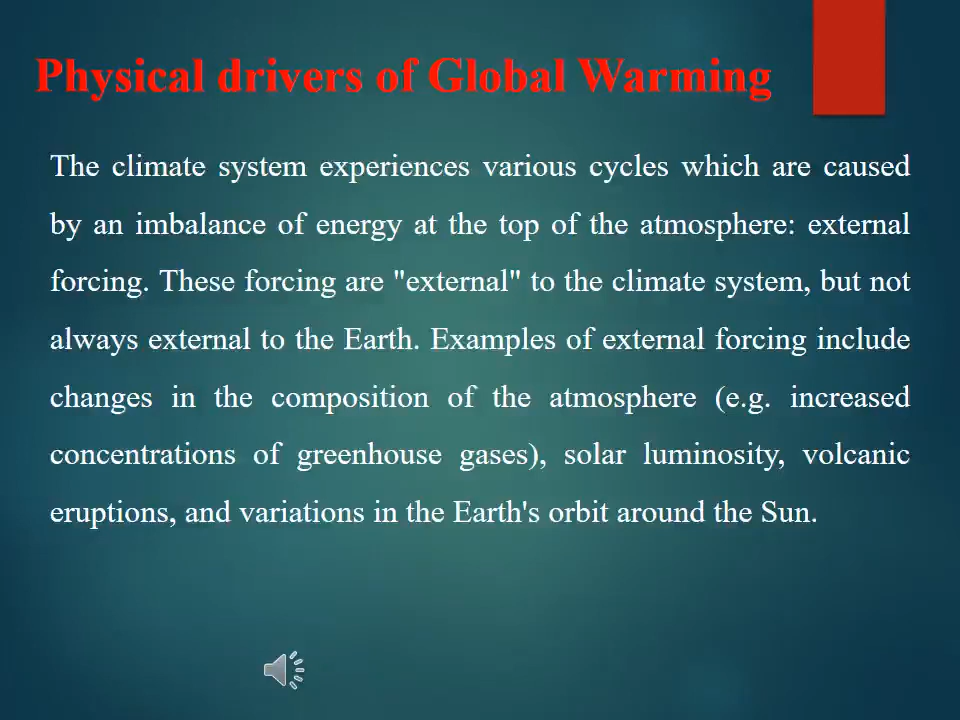 Physical drivers of Global Warming
The climate system experiences various cycles which are caused
by an imbalance of energy at the top of the atmosphere: external
forcing. These forcing are "external" to the climate system, but not
always external to the Earth. Examples of external forcing include
changes in the composition of the atmosphere (e.g. increased
concentrations of greenhouse gases), solar luminosity, volcanic
eruptions, and variations in the Earth's orbit around the Sun.